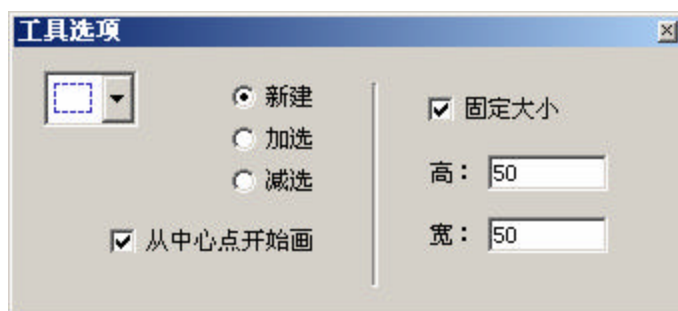 工具选项
新建
加选
减选
从中心点开始画
固定大小
高：50
宽：50